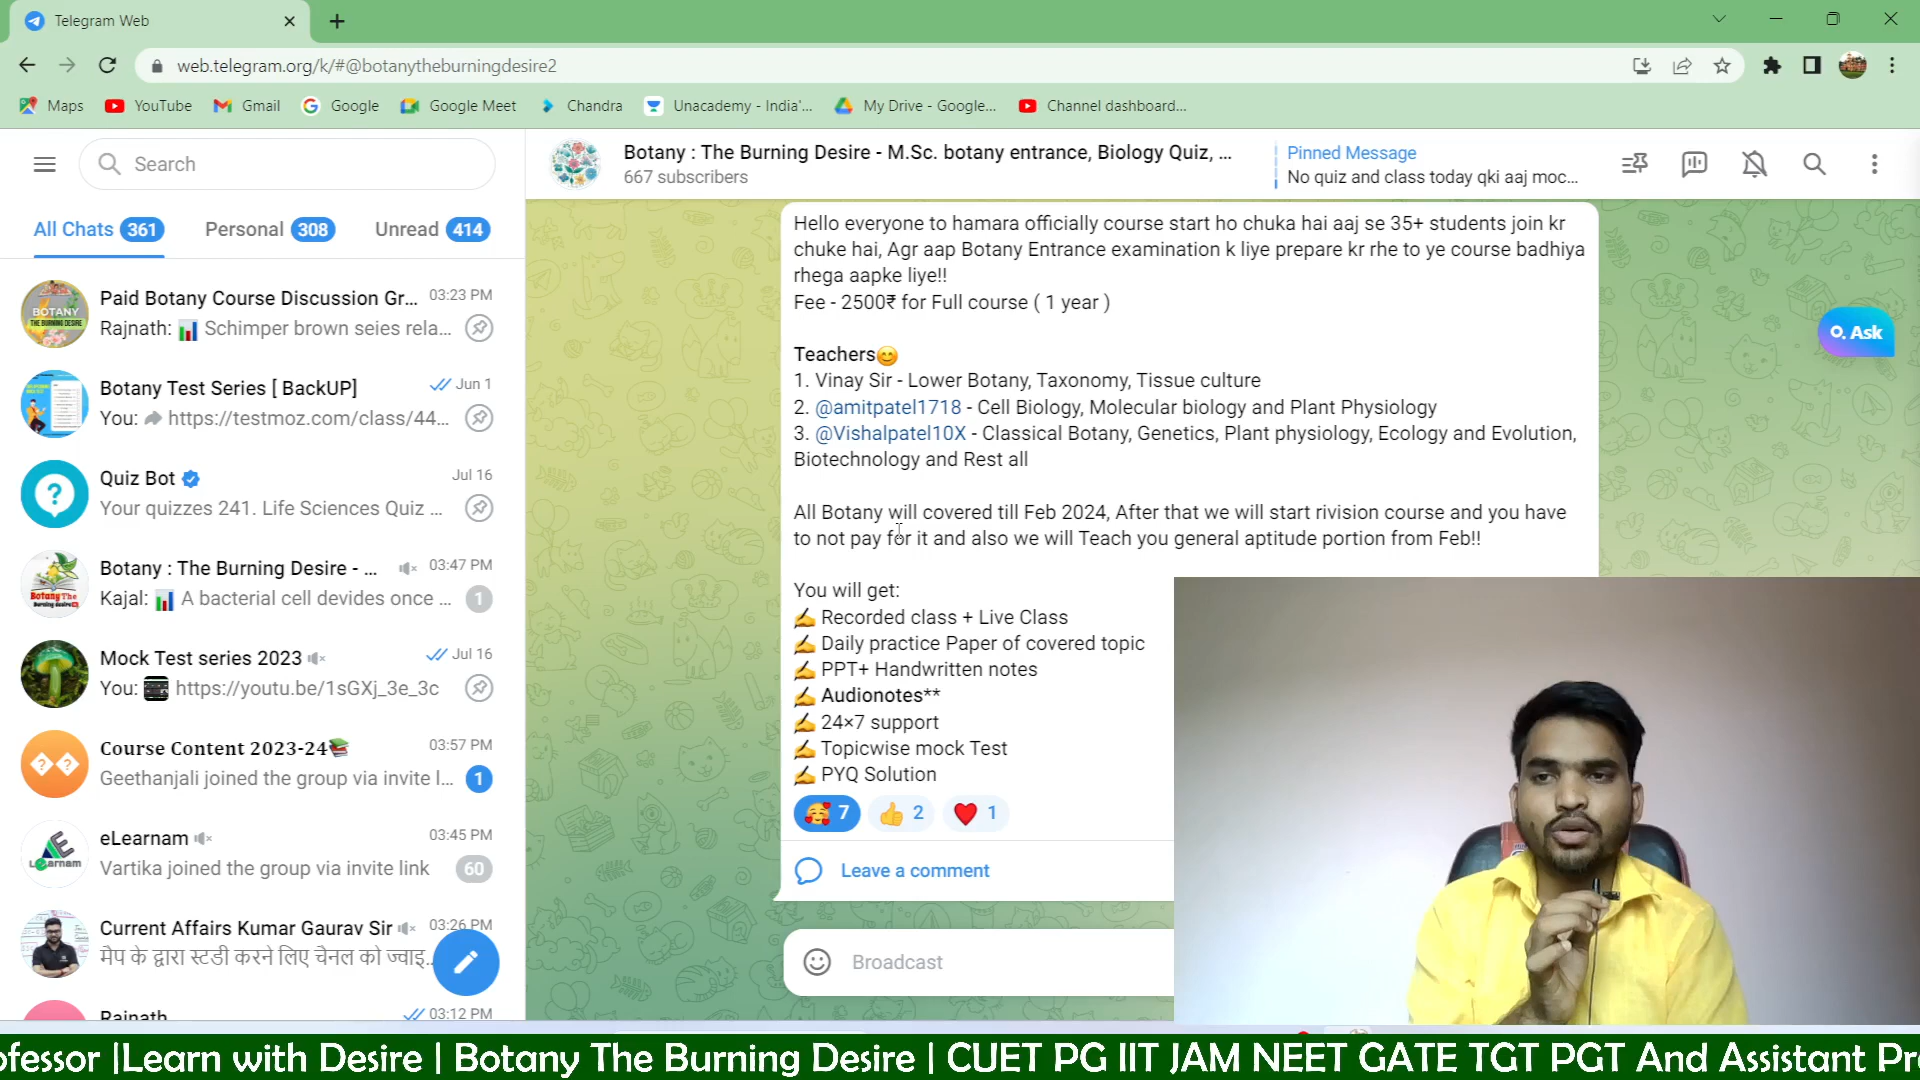 Telegram Web
web.telegram.org/k/#@botanytheburningdesire2
Maps YouTube Gmail Google Google Meet Chandra Unacademy - India'... My Drive - Google... Channel dashboard...
Search
All Chats 361 Personal 308 Unread 414
Paid Botany Course Discussion Gr... 03:23 PM
Rajnath: Schimper brown seies rela...
Botany Test Series [ BackUP] Jun 1
You: https://testmoz.com/class/44...
Quiz Bot Jul 16
Your quizzes 241. Life Sciences Quiz ...
Botany : The Burning Desire - ... 03:47 PM
Kajal: A bacterial cell devides once ... 1
Mock Test series 2023 Jul 16
You: https://youtu.be/1sGXj_3e_3c
Course Content 2023-24 03:57 PM
Geethanjali joined the group via invite l... 1
eLearnam 03:45 PM
Vartika joined the group via invite link 60
Current Affairs Kumar Gaurav Sir 03:26 PM
मैप के द्वारा स्टडी करने लिए चैनल को ज्वाइ...
Rajnath 03:12 PM
Botany : The Burning Desire - M.Sc. botany entrance, Biology Quiz, ...
667 subscribers
Pinned Message
No quiz and class today qki aaj moc...
Hello everyone to hamara officially course start ho chuka hai aaj se 35+ students join kr
chuke hai, Agr aap Botany Entrance examination k liye prepare kr rhe to ye course badhiya
rhega aapke liye!!
Fee - 2500₹ for Full course ( 1 year )
Teachers😊
1. Vinay Sir - Lower Botany, Taxonomy, Tissue culture
2. @amitpatel1718 - Cell Biology, Molecular biology and Plant Physiology
3. @Vishalpatel10X - Classical Botany, Genetics, Plant physiology, Ecology and Evolution,
Biotechnology and Rest all
All Botany will covered till Feb 2024, After that we will start rivision course and you have
to not pay for it and also we will Teach you general aptitude portion from Feb!!
You will get:
✍ Recorded class + Live Class
✍ Daily practice Paper of covered topic
✍ PPT+ Handwritten notes
✍ Audionotes**
✍ 24×7 support
✍ Topicwise mock Test
✍ PYQ Solution
🥰 7 👍 2 ❤ 1
Leave a comment
Broadcast
Ask
BOTANY
THE BURNING DESIRE
Botany The
Burning desire
Learnam
ofessor |Learn with Desire | Botany The Burning Desire | CUET PG IIT JAM NEET GATE TGT PGT And Assistant Pr